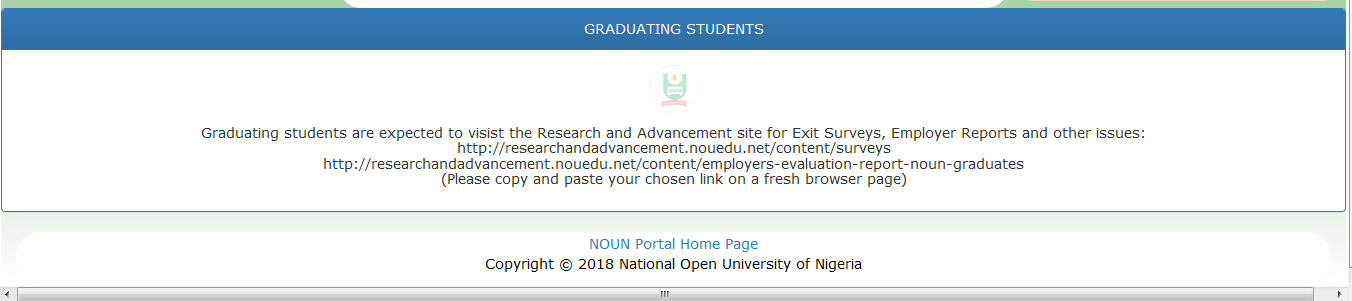 GRADUATING STUDENTS
Graduating students are expected to visist the Research and Advancement site for Exit Surveys, Employer Reports and other issues:
http://researchandadvancement.nouedu.net/content/surveys
http://researchandadvancement.nouedu.net/content/employers-evaluation-report-noun-graduates
(Please copy and paste your chosen link on a fresh browser page)
NOUN Portal Home Page
Copyright © 2018 National Open University of Nigeria